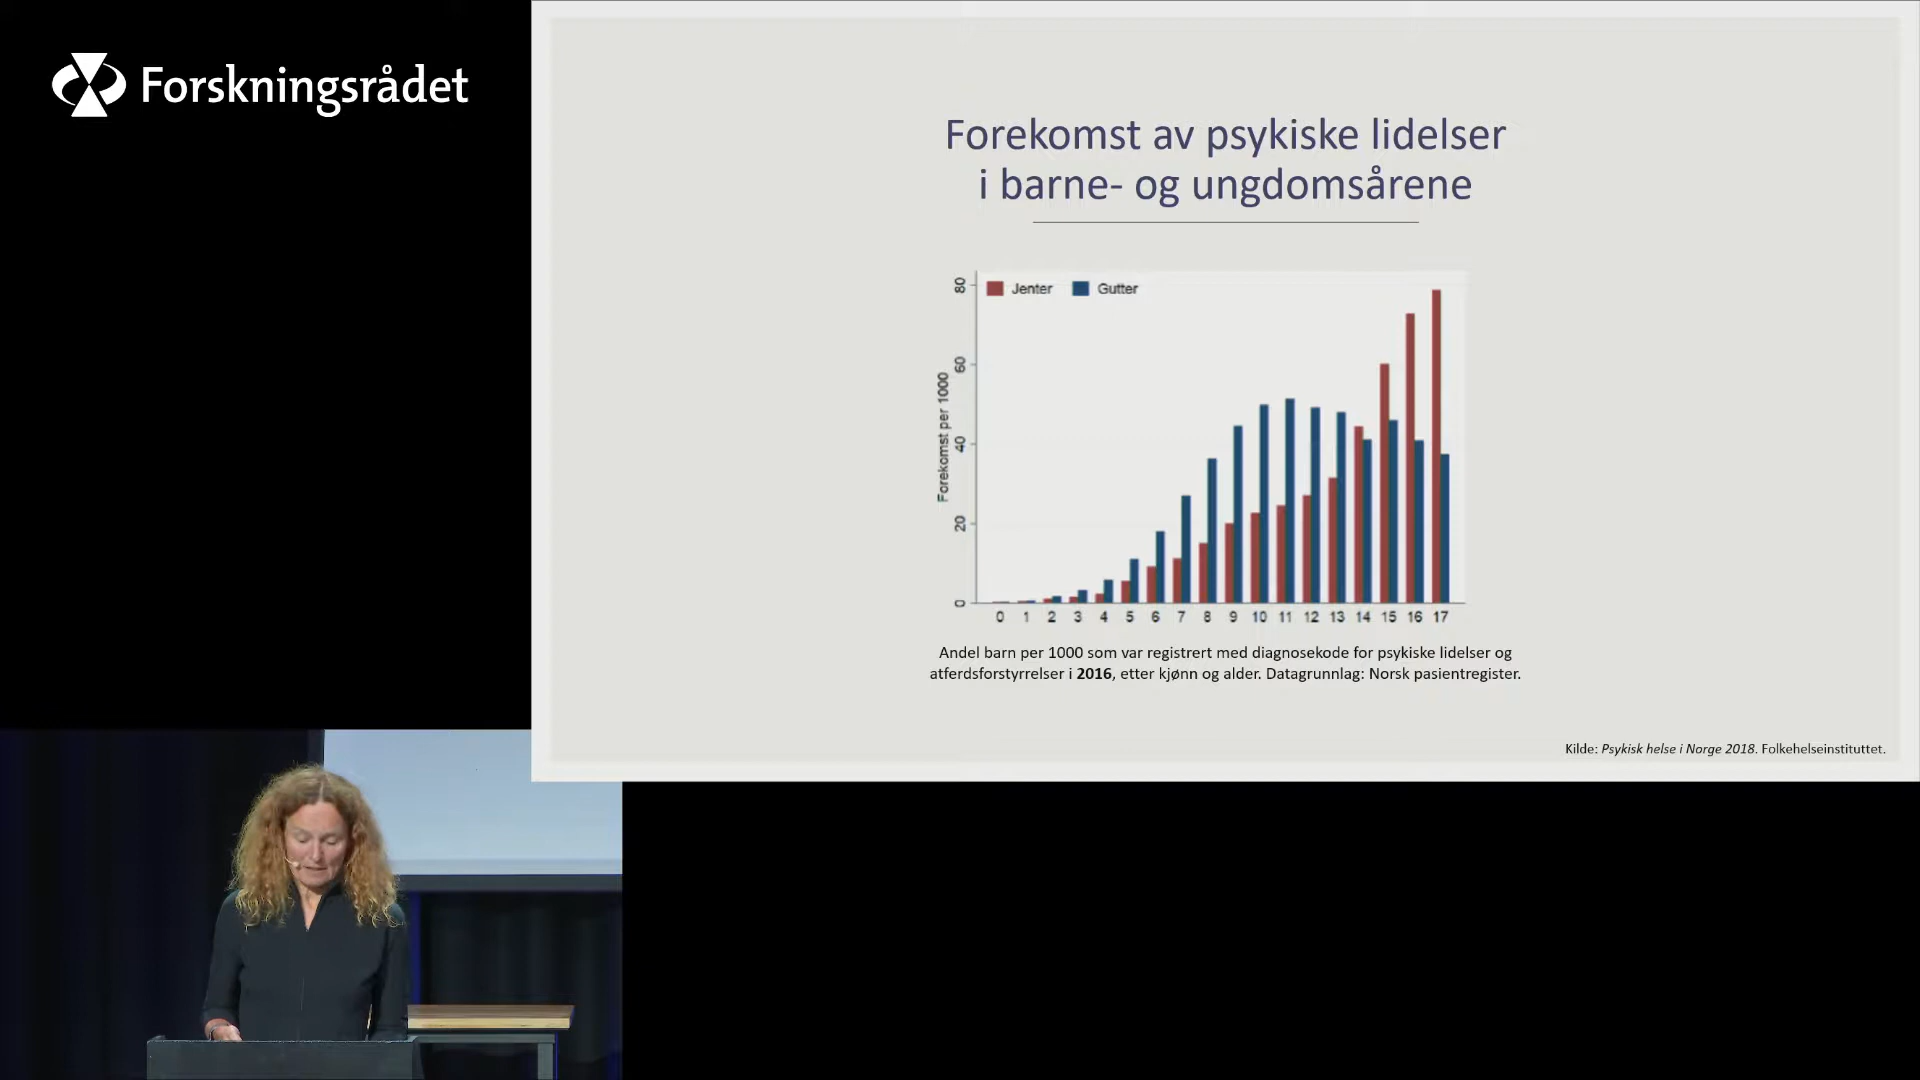 Forskningsrådet
Forekomst av psykiske lidelser
i barne- og ungdomsårene
Jenter Gutter
Forekomst per 1000
80
60
40
20
0
0 1 2 3 4 5 6 7 8 9 10 11 12 13 14 15 16 17
Andel barn per 1000 som var registrert med diagnosekode for psykiske lidelser og
atferdsforstyrrelser i 2016, etter kjønn og alder. Datagrunnlag: Norsk pasientregister.
Kilde: Psykisk helse i Norge 2018. Folkehelseinstituttet.